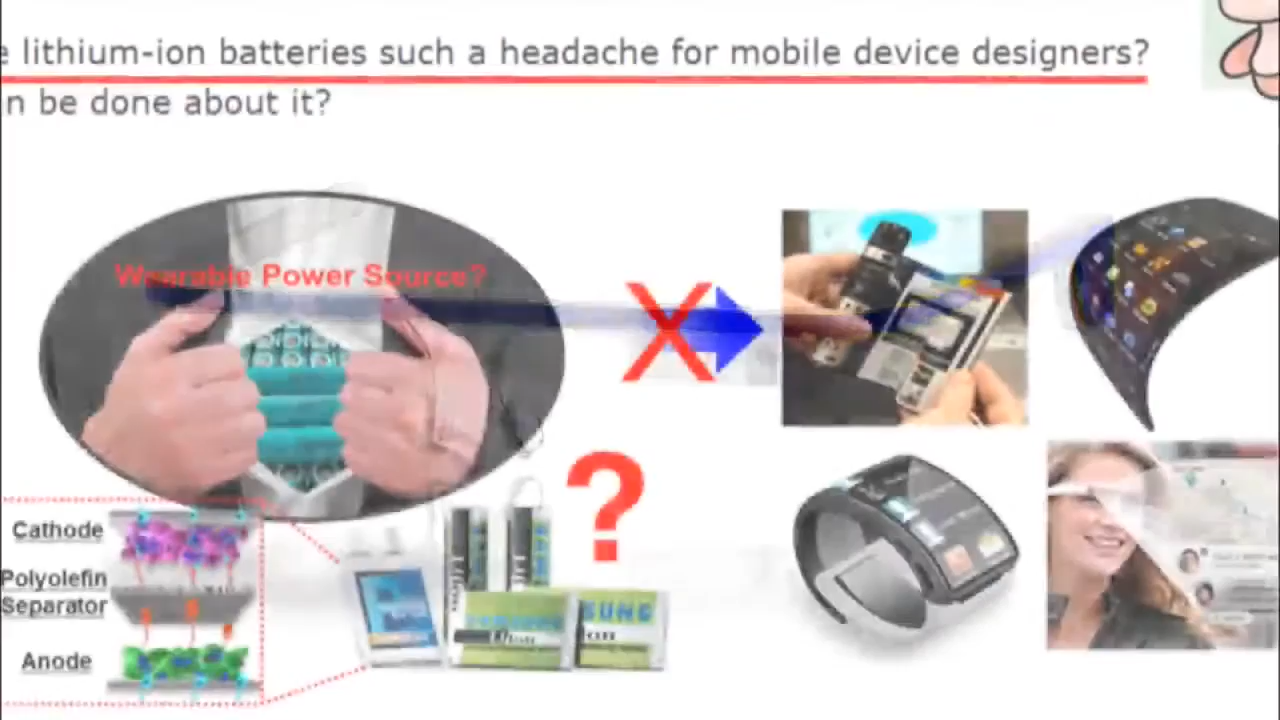 e lithium-ion batteries such a headache for mobile device designers?
n be done about it?
Wearable Power Source?
X
?
Cathode
Polyolefin
Separator
Anode
SUNG